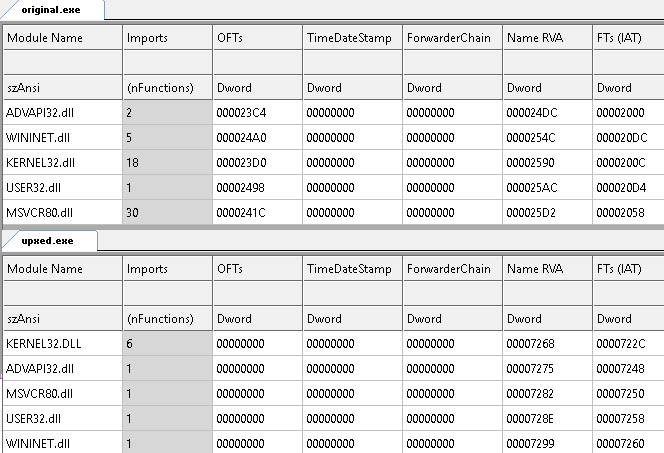 original.exe
Module Name Imports OFTs TimeDateStamp ForwarderChain Name RVA FTs (IAT)
szAnsi (nFunctions) Dword Dword Dword Dword Dword
ADVAPI32.dll 2 000023C4 00000000 00000000 000024DC 00002000
WININET.dll 5 000024A0 00000000 00000000 0000254C 000020DC
KERNEL32.dll 18 000023D0 00000000 00000000 00002590 0000200C
USER32.dll 1 00002498 00000000 00000000 000025AC 000020D4
MSVCR80.dll 30 0000241C 00000000 00000000 000025D2 00002058
upxed.exe
Module Name Imports OFTs TimeDateStamp ForwarderChain Name RVA FTs (IAT)
szAnsi (nFunctions) Dword Dword Dword Dword Dword
KERNEL32.DLL 6 00000000 00000000 00000000 00007268 0000722C
ADVAPI32.dll 1 00000000 00000000 00000000 00007275 00007248
MSVCR80.dll 1 00000000 00000000 00000000 00007282 00007250
USER32.dll 1 00000000 00000000 00000000 0000728E 00007258
WININET.dll 1 00000000 00000000 00000000 00007299 00007260